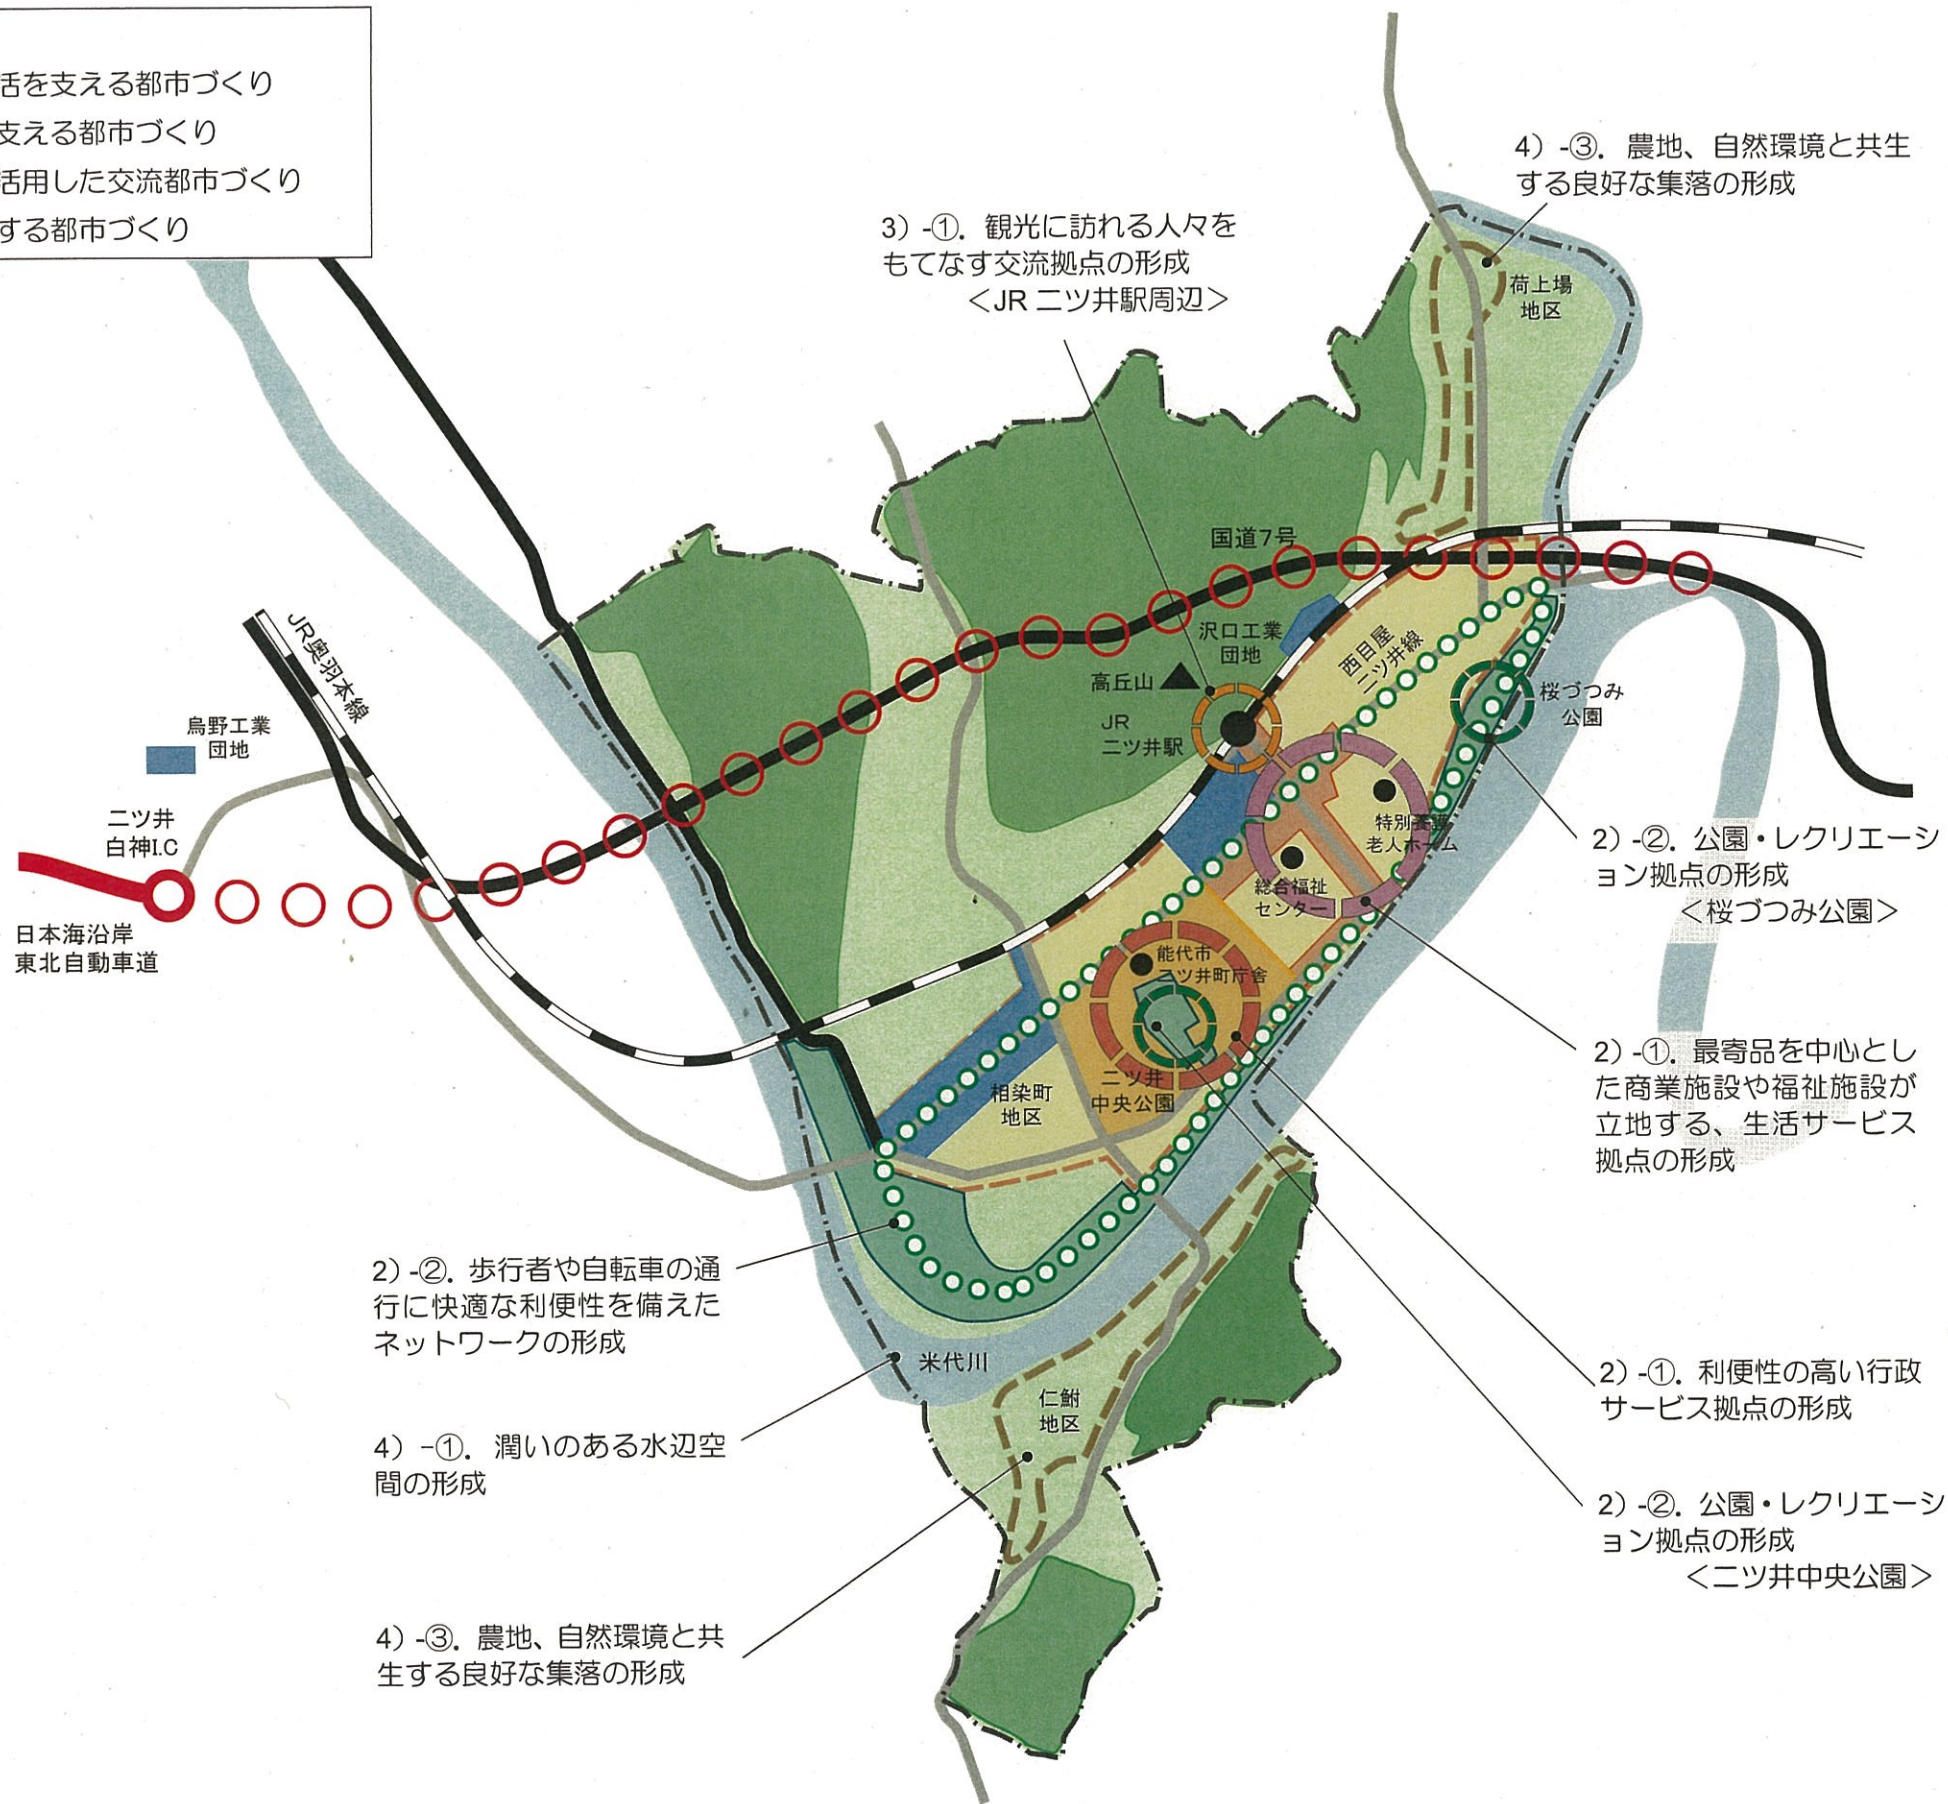 活を支える都市づくり
支える都市づくり
活用した交流都市づくり
する都市づくり
4）-③．農地、自然環境と共生
する良好な集落の形成
3）-①．観光に訪れる人々を
もてなす交流拠点の形成
＜JR 二ツ井駅周辺＞
荷上場
地区
国道7号
沢口工業
団地
西目屋
二ツ井線
高丘山
JR
二ツ井駅
桜づつみ
公園
JR奥羽本線
烏野工業
団地
二ツ井
白神I.C
日本海沿岸
東北自動車道
特別養護
老人ホーム
総合福祉
センター
2）-②．公園・レクリエーシ
ョン拠点の形成
＜桜づつみ公園＞
能代市
二ツ井町庁舎
二ツ井
中央公園
相染町
地区
2）-①．最寄品を中心とし
た商業施設や福祉施設が
立地する、生活サービス
拠点の形成
2）-②．歩行者や自転車の通
行に快適な利便性を備えた
ネットワークの形成
米代川
仁鮒
地区
2）-①．利便性の高い行政
サービス拠点の形成
4）-①．潤いのある水辺空
間の形成
2）-②．公園・レクリエーシ
ョン拠点の形成
＜二ツ井中央公園＞
4）-③．農地、自然環境と共
生する良好な集落の形成